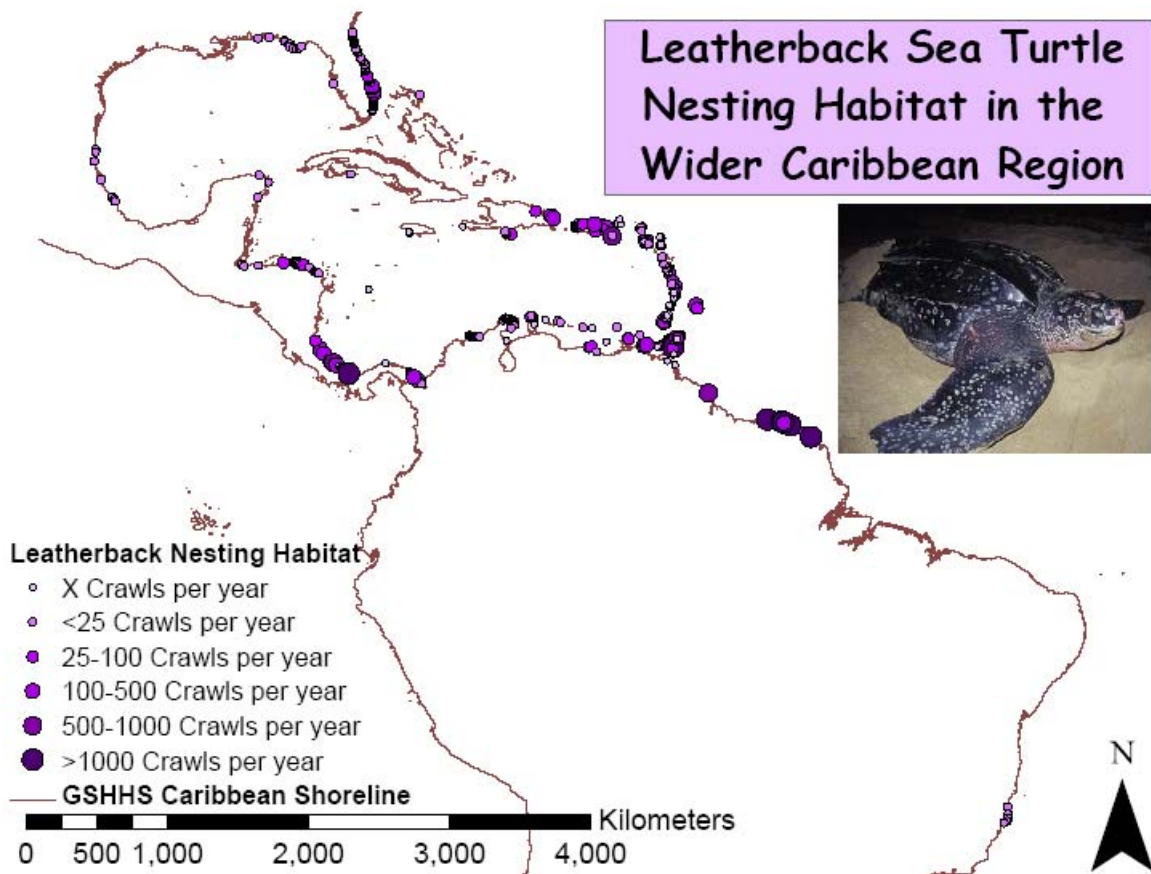 Leatherback Sea Turtle
Nesting Habitat in the
Wider Caribbean Region
Leatherback Nesting Habitat
X Crawls per year
<25 Crawls per year
25-100 Crawls per year
100-500 Crawls per year
500-1000 Crawls per year
>1000 Crawls per year
GSHHS Caribbean Shoreline
Kilometers
0 500 1,000 2,000 3,000 4,000
N